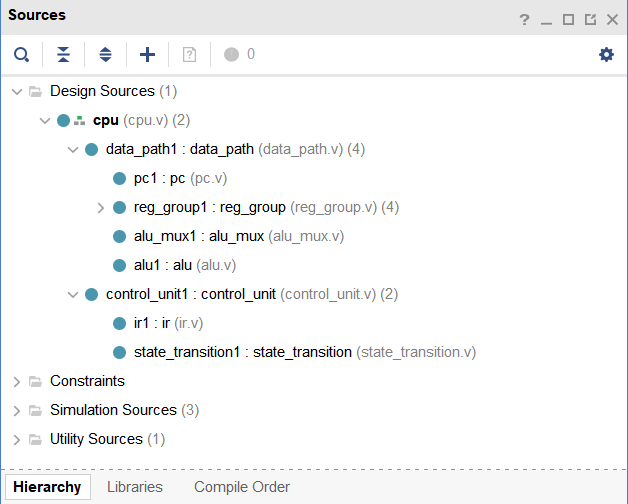 Sources
? 
0
Design Sources (1)
cpu (cpu.v) (2)
data_path1 : data_path (data_path.v) (4)
pc1 : pc (pc.v)
reg_group1 : reg_group (reg_group.v) (4)
alu_mux1 : alu_mux (alu_mux.v)
alu1 : alu (alu.v)
control_unit1 : control_unit (control_unit.v) (2)
ir1 : ir (ir.v)
state_transition1 : state_transition (state_transition.v)
Constraints
Simulation Sources (3)
Utility Sources (1)
Hierarchy Libraries Compile Order